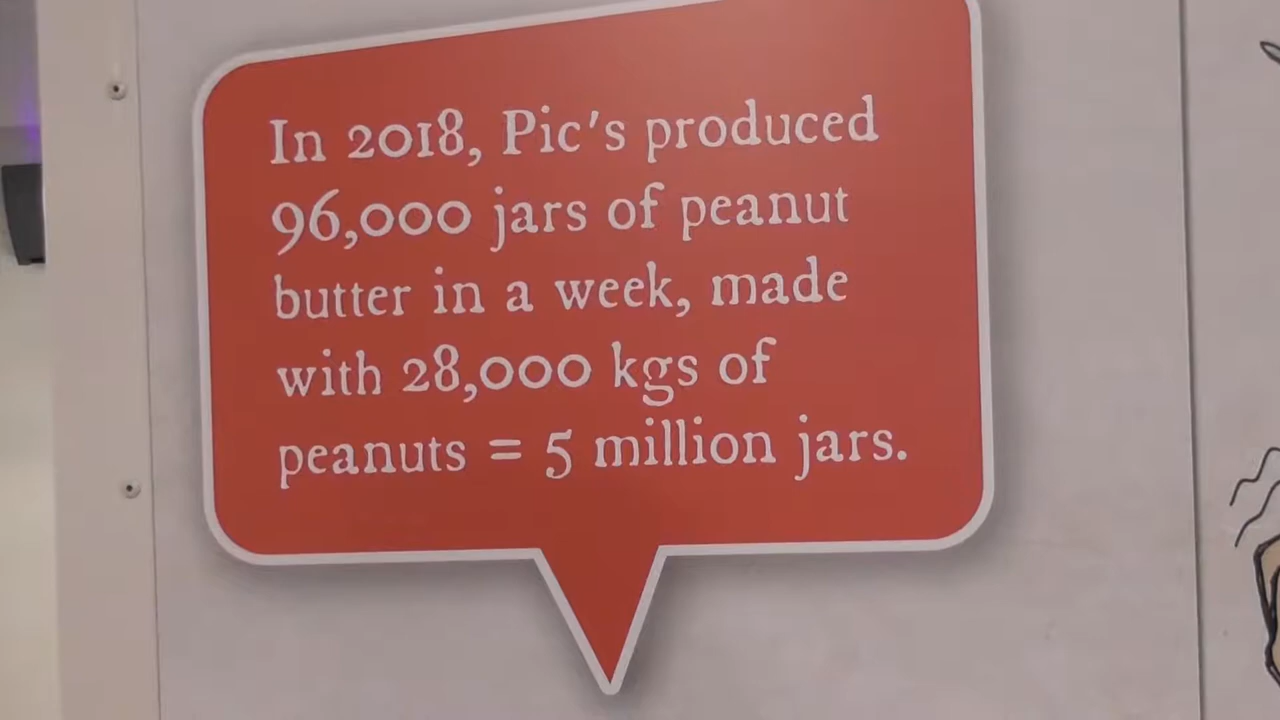 In 2018, Pic's produced
96,000 jars of peanut
butter in a week, made
with 28,000 kgs of
peanuts = 5 million jars.